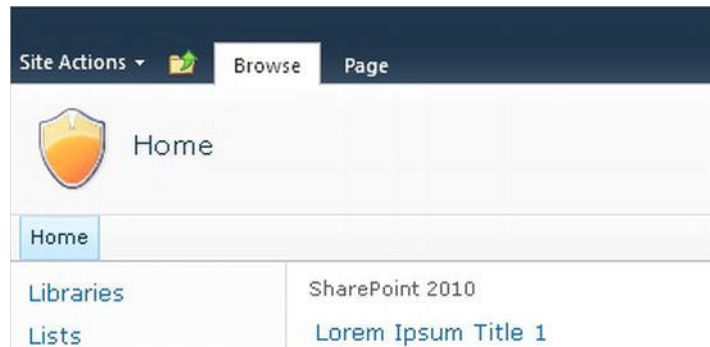 Site Actions Browse Page
Home
Home
Libraries
SharePoint 2010
Lists
Lorem Ipsum Title 1